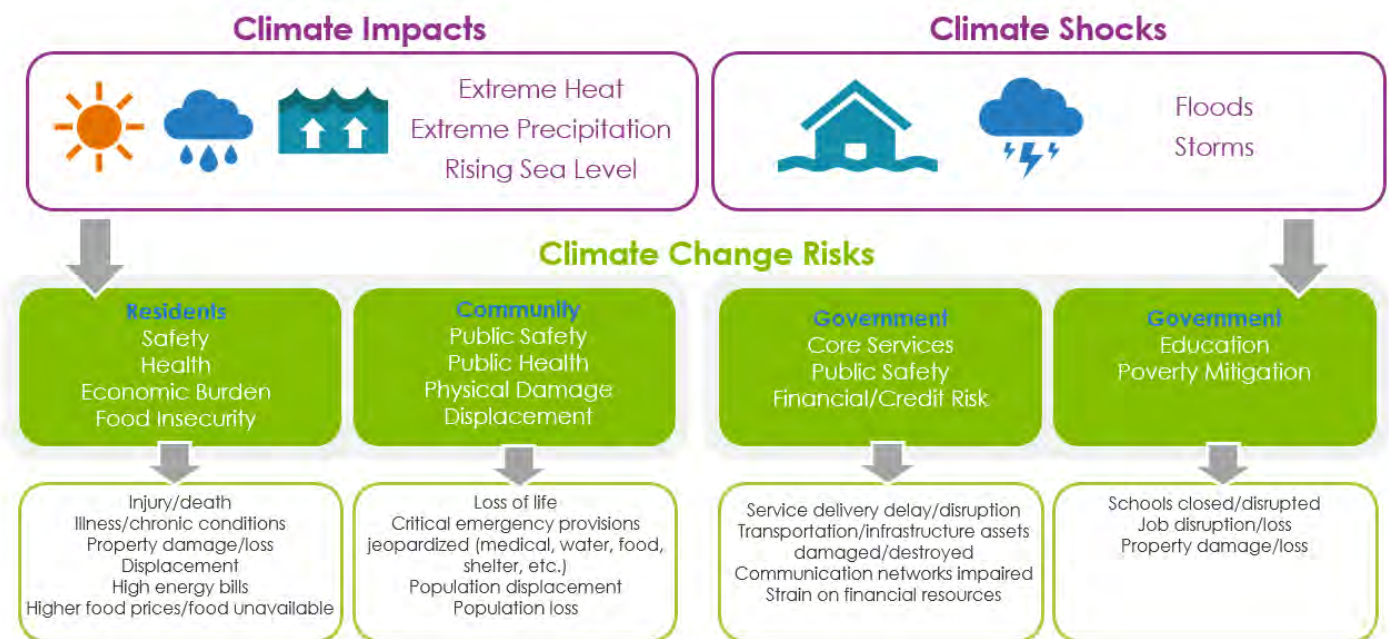 Climate Impacts
Extreme Heat
Extreme Precipitation
Rising Sea Level
Climate Shocks
Floods
Storms
Climate Change Risks
Residents
Safety
Health
Economic Burden
Food Insecurity
Community
Public Safety
Public Health
Physical Damage
Displacement
Government
Core Services
Public Safety
Financial/Credit Risk
Government
Education
Poverty Mitigation
Injury/death
Illness/chronic conditions
Property damage/loss
Displacement
High energy bills
Higher food prices/food unavailable
Loss of life
Critical emergency provisions
jeopardized (medical, water, food,
shelter, etc.)
Population displacement
Population loss
Service delivery delay/disruption
Transportation/infrastructure assets
damaged/destroyed
Communication networks impaired
Strain on financial resources
Schools closed/disrupted
Job disruption/loss
Property damage/loss